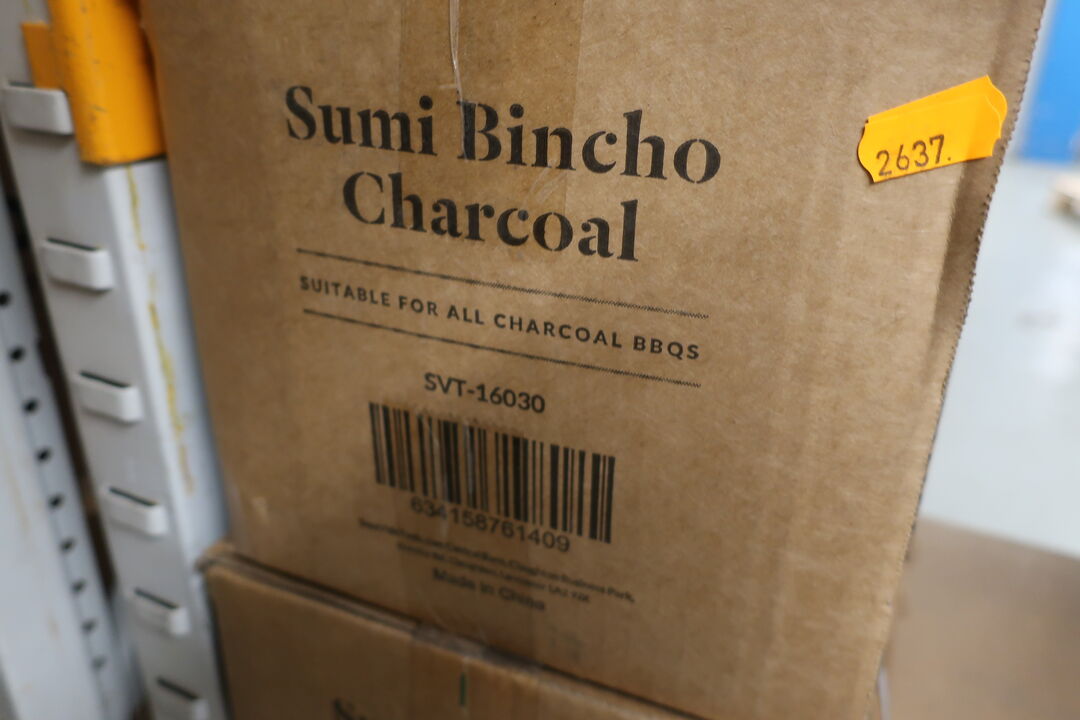 Sumi Bincho
Charcoal
2637.
SUITABLE FOR ALL CHARCOAL BBQS
SVT-16030
634158761409
Made in China